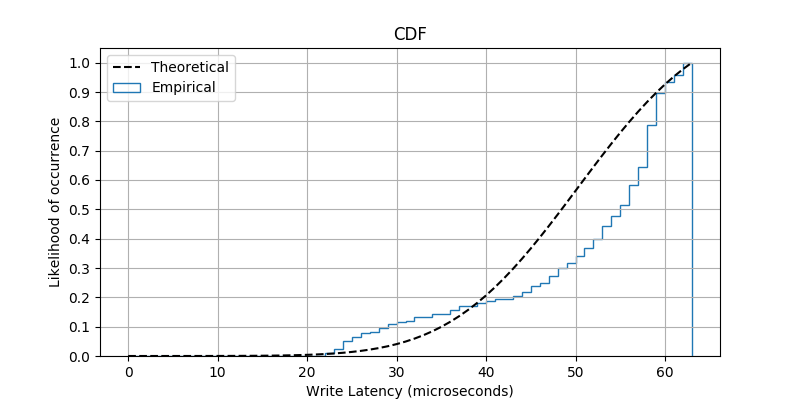 CDF
Theoretical
Empirical
Likelihood of occurrence
1.0
0.9
0.8
0.7
0.6
0.5
0.4
0.3
0.2
0.1
0.0
0 10 20 30 40 50 60
Write Latency (microseconds)